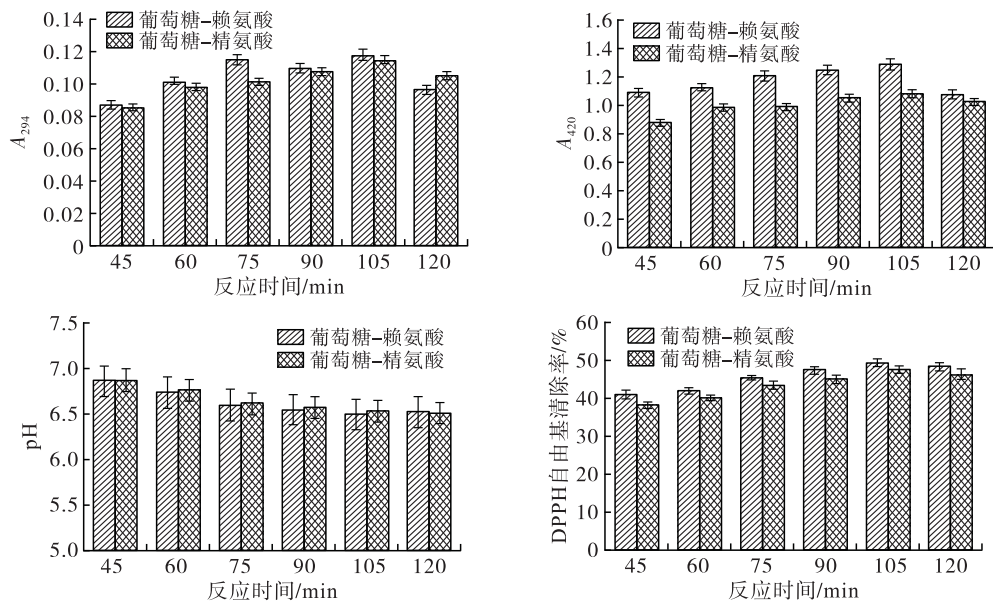 0.14
0.12
0.10
0.08
0.06
0.04
0.02
0
A294
葡萄糖–赖氨酸
葡萄糖–精氨酸
45 60 75 90 105 120
反应时间/min
1.6
1.4
1.2
1.0
0.8
0.6
0.4
0.2
0
A420
葡萄糖–赖氨酸
葡萄糖–精氨酸
45 60 75 90 105 120
反应时间/min
7.5
7.0
6.5
6.0
5.5
5.0
pH
葡萄糖–赖氨酸
葡萄糖–精氨酸
45 60 75 90 105 120
反应时间/min
60
50
40
30
20
10
0
DPPH自由基清除率/%
葡萄糖–赖氨酸
葡萄糖–精氨酸
45 60 75 90 105 120
反应时间/min